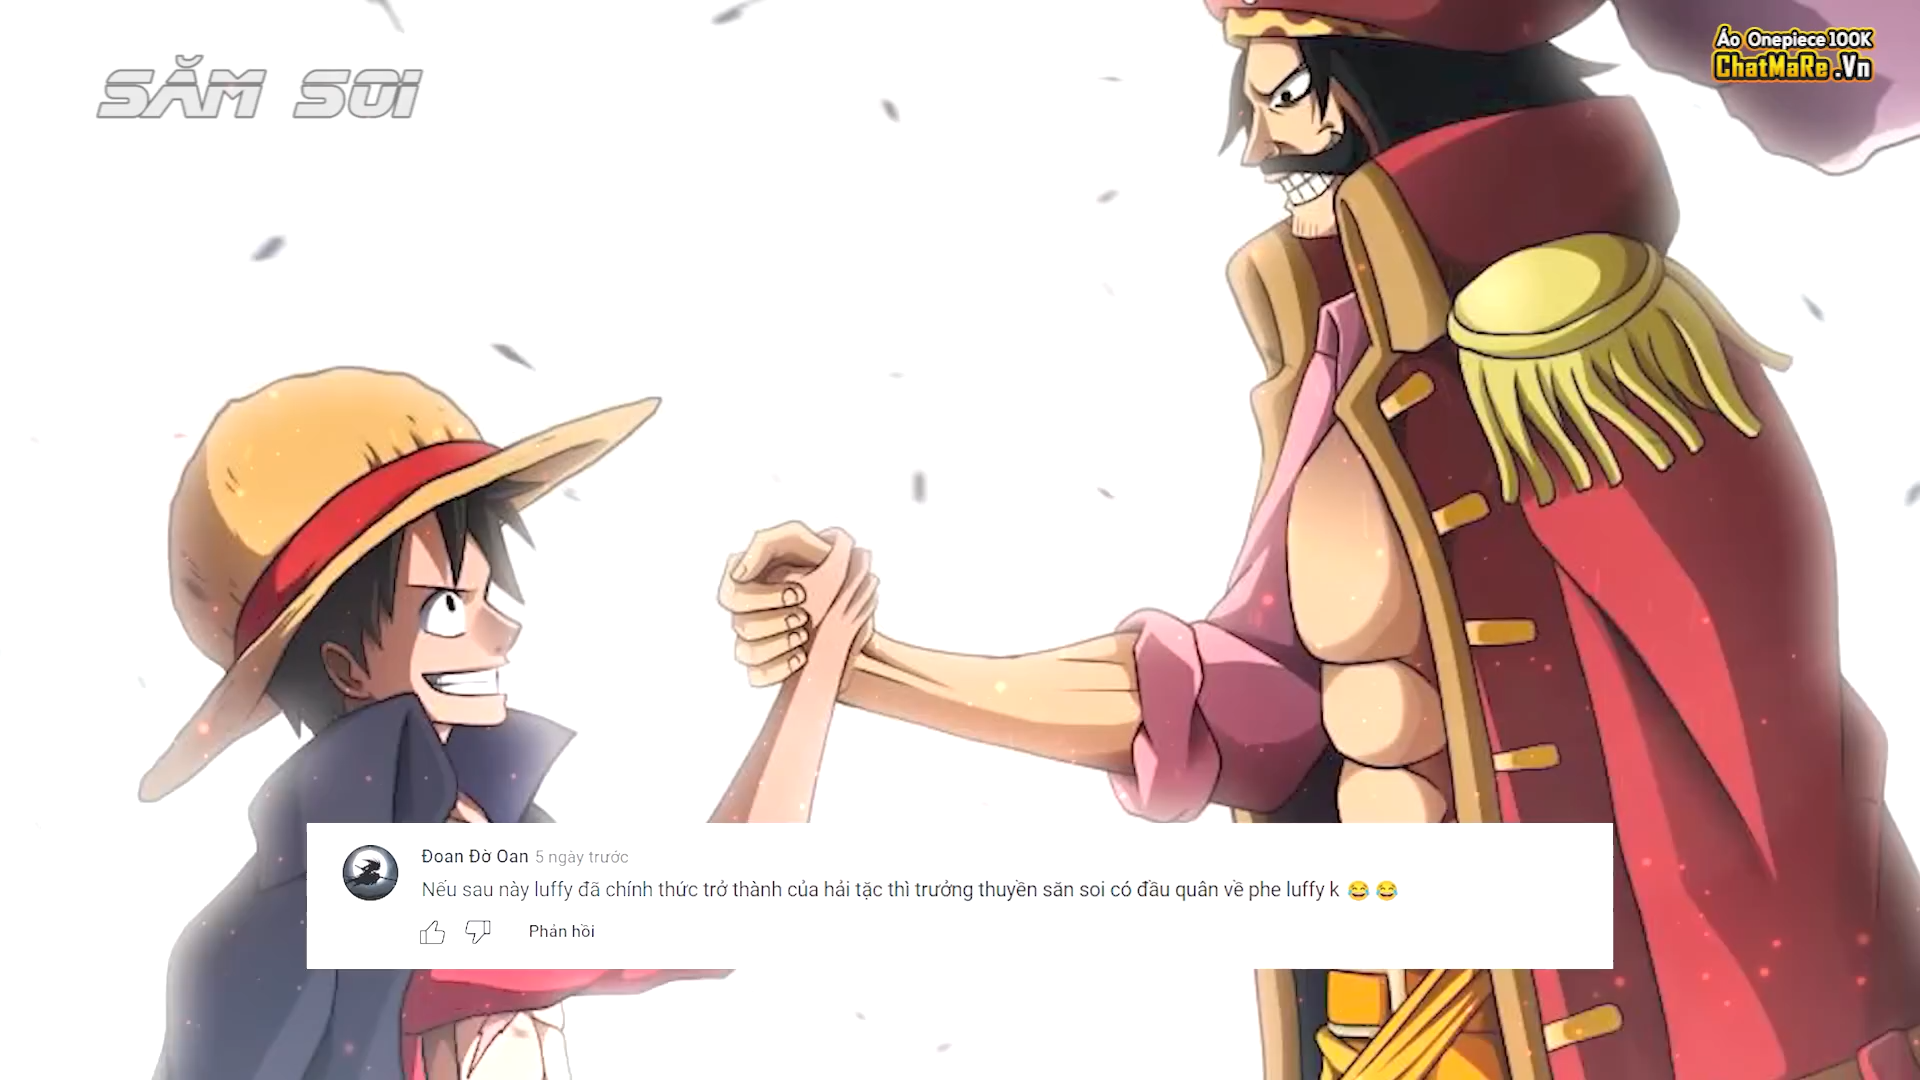 SĂM SOI
Áo Onepiece 100K
ChatMaRe.Vn
Đoan Đờ Oan 5 ngày trước
Nếu sau này luffy đã chính thức trở thành của hải tặc thì trưởng thuyền săn soi có đầu quân về phe luffy k 😂 😂
Phản hồi